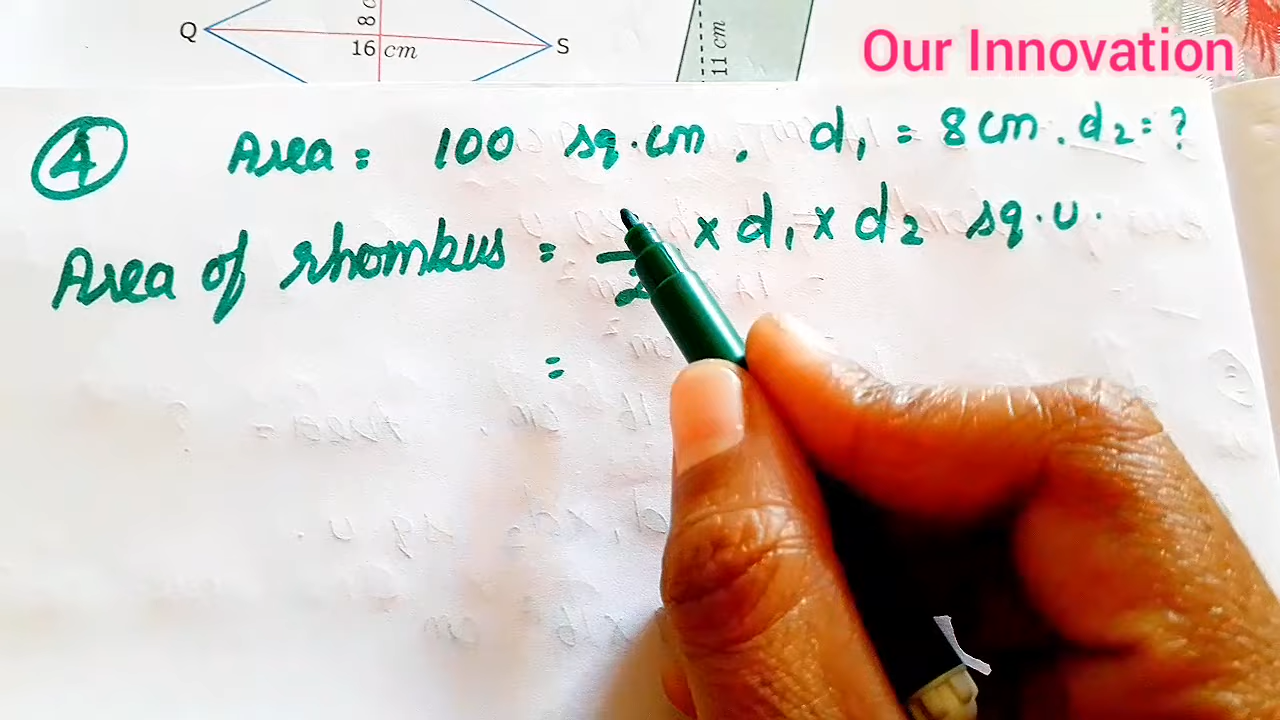 Q
8 c
16 cm
S
11 cm
Our Innovation
4 Area = 100 sq.cm. d₁ = 8 cm. d₂ = ?
Area of rhombus = — × d₁ × d₂ sq.u.
=